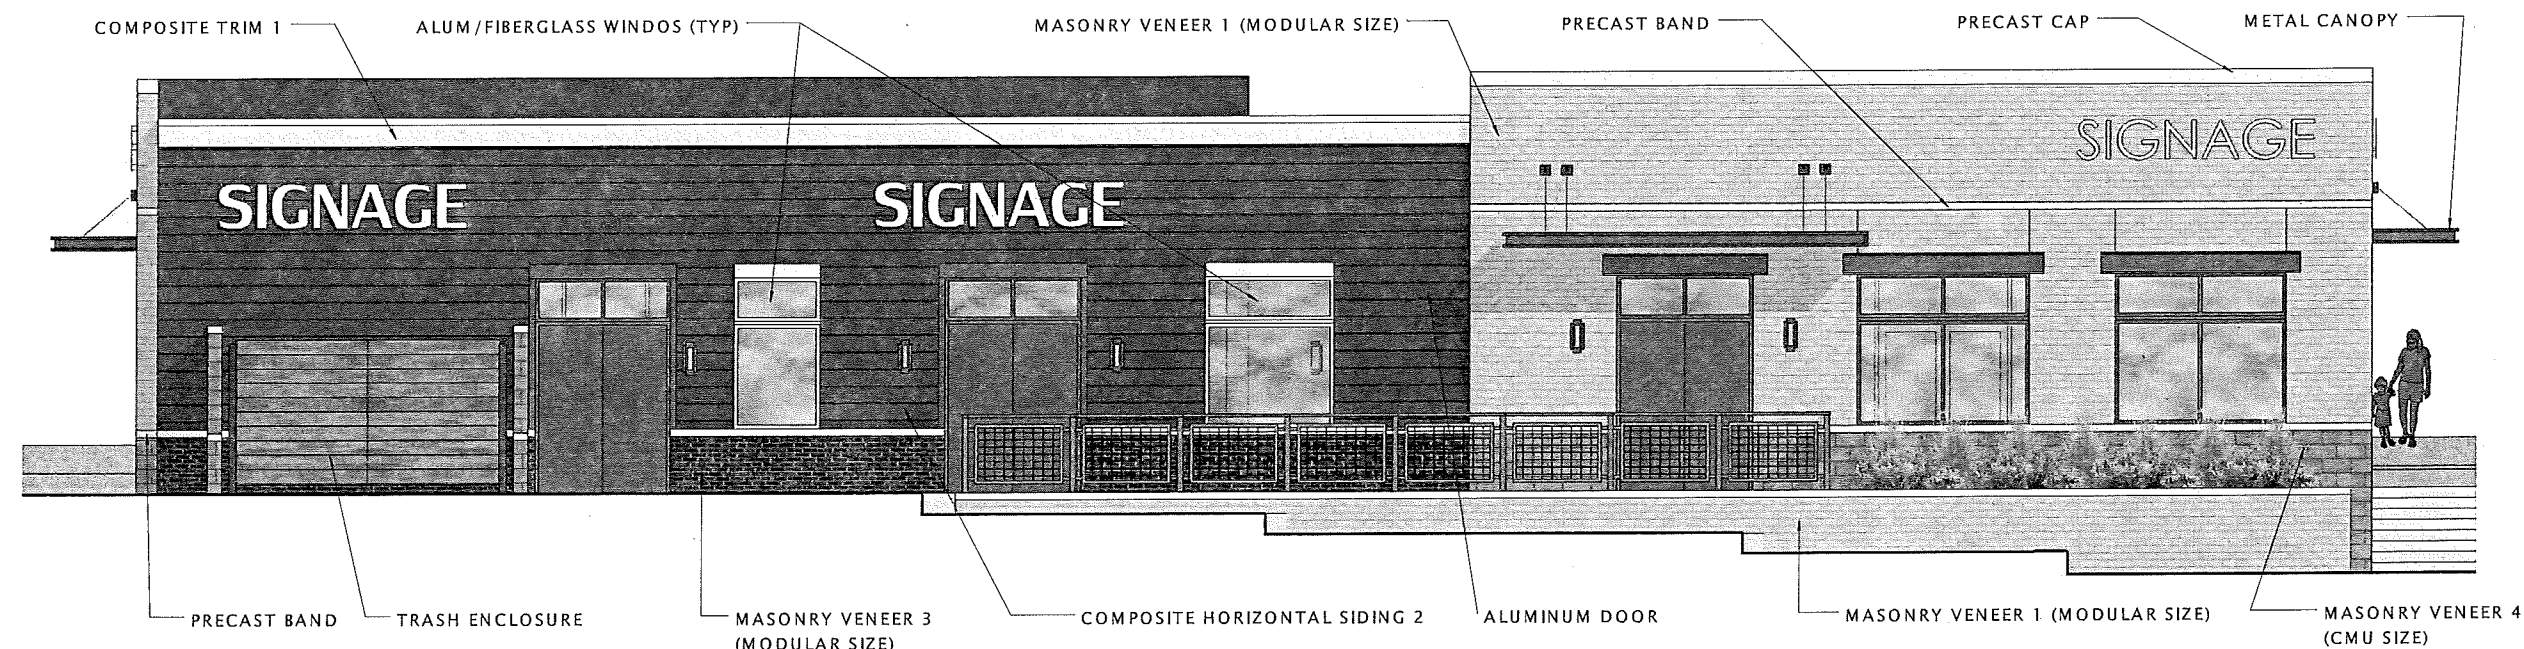 COMPOSITE TRIM 1
ALUM/FIBERGLASS WINDOS (TYP)
MASONRY VENEER 1 (MODULAR SIZE)
PRECAST BAND
PRECAST CAP
METAL CANOPY
SIGNAGE
SIGNAGE
SIGNAGE
PRECAST BAND
TRASH ENCLOSURE
MASONRY VENEER 3
(MODULAR SIZE)
COMPOSITE HORIZONTAL SIDING 2
ALUMINUM DOOR
MASONRY VENEER 1 (MODULAR SIZE)
MASONRY VENEER 4
(CMU SIZE)